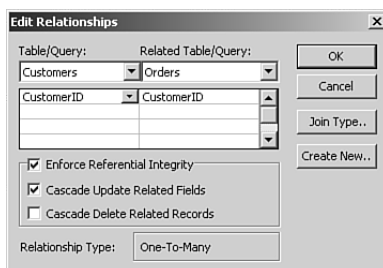 Edit Relationships
Table/Query: Related Table/Query:
Customers Orders
CustomerID CustomerID
Enforce Referential Integrity
Cascade Update Related Fields
Cascade Delete Related Records
Relationship Type: One-To-Many
OK
Cancel
Join Type..
Create New..